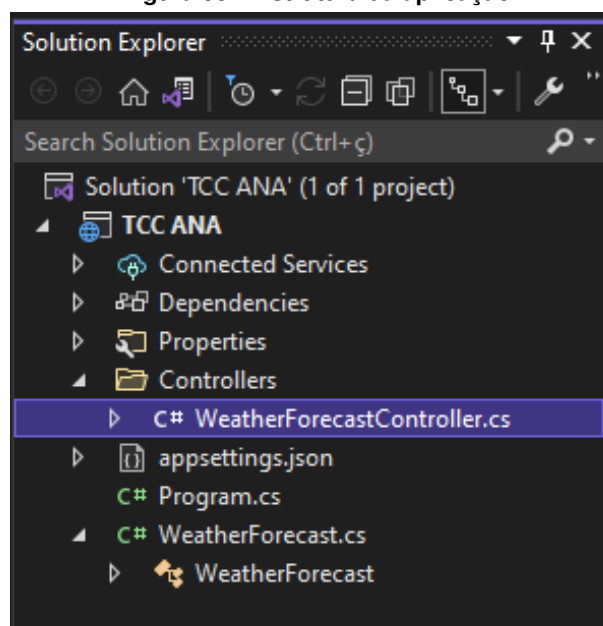 Solution Explorer
Search Solution Explorer (Ctrl+ç)
Solution 'TCC ANA' (1 of 1 project)
TCC ANA
Connected Services
Dependencies
Properties
Controllers
C# WeatherForecastController.cs
appsettings.json
C# Program.cs
C# WeatherForecast.cs
WeatherForecast